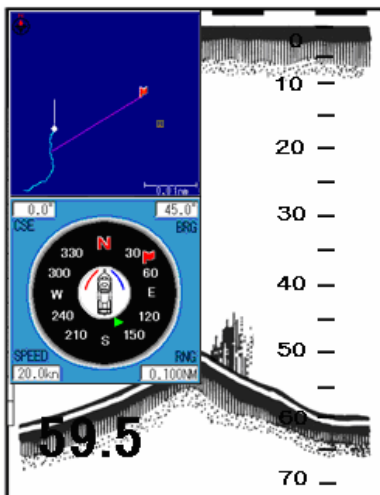 N
0.01nm
0.0° 45.0°
CSE BRG
330 N 30
300 60
W E
240 120
210 S 150
SPEED RNG
20.0kn 0.100NM
0
10
20
30
40
50
60
70
59.5